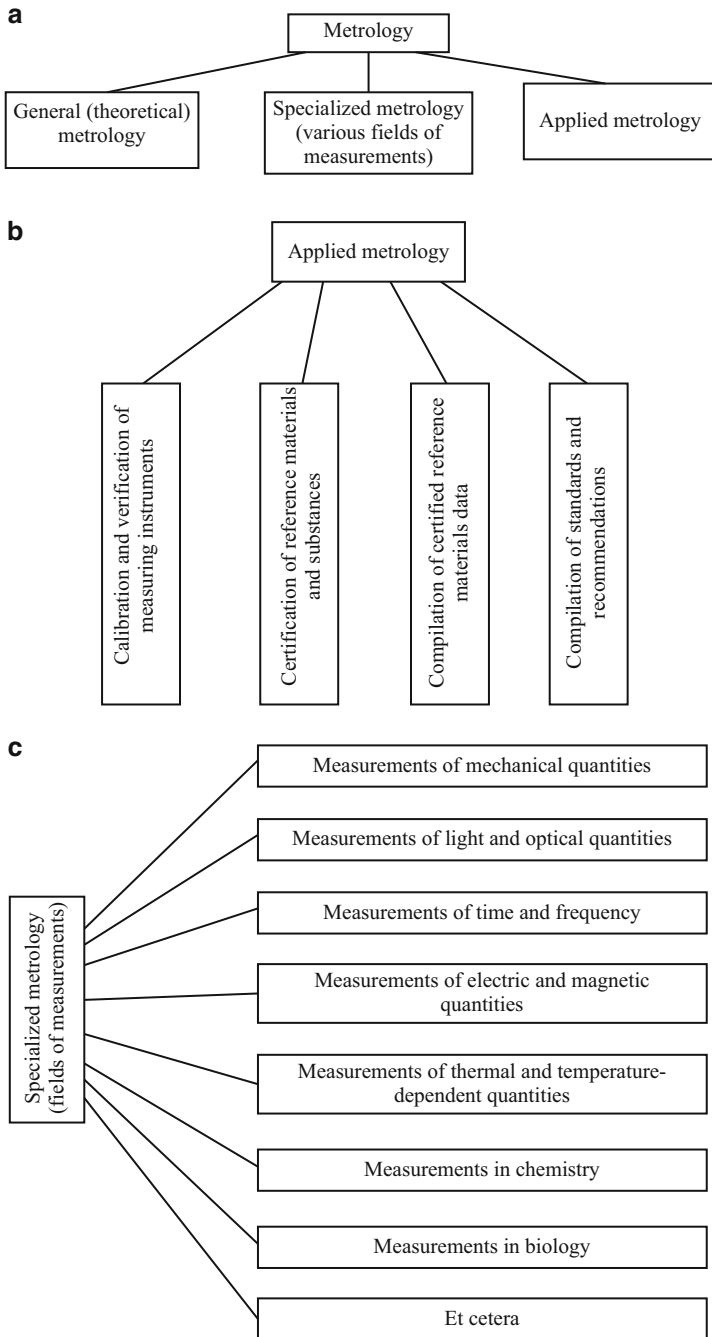 a
Metrology
General (theoretical)
metrology
Specialized metrology
(various fields of
measurements)
Applied metrology
b
Applied metrology
Calibration and verification of
measuring instruments
Certification of reference materials
and substances
Compilation of certified reference
materials data
Compilation of standards and
recommendations
c
Specialized metrology
(fields of measurements)
Measurements of mechanical quantities
Measurements of light and optical quantities
Measurements of time and frequency
Measurements of electric and magnetic
quantities
Measurements of thermal and temperature-
dependent quantities
Measurements in chemistry
Measurements in biology
Et cetera